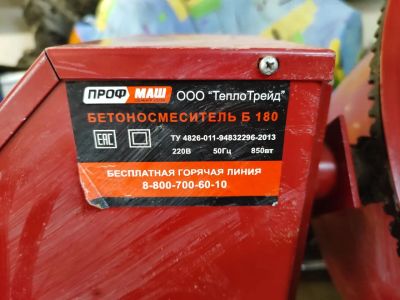 ПРОФ МАШ ООО "ТеплоТрейд"
БЕТОНОСМЕСИТЕЛЬ Б 180
EAC ТУ 4826-011-94832296-2013
220В 50Гц 850вт
БЕСПЛАТНАЯ ГОРЯЧАЯ ЛИНИЯ
8-800-700-60-10